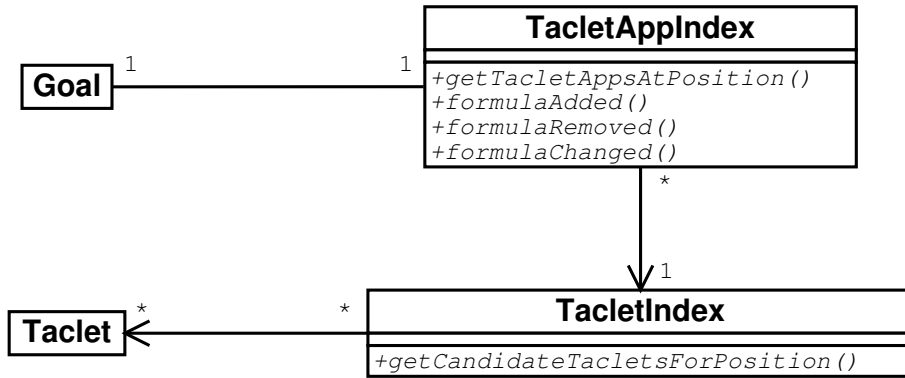 TacletAppIndex
1
1
Goal
+getTacletAppsAtPosition()
+formulaAdded()
+formulaRemoved()
+formulaChanged()
*
1
TacletIndex
*
*
Taclet
+getCandidateTacletsForPosition()